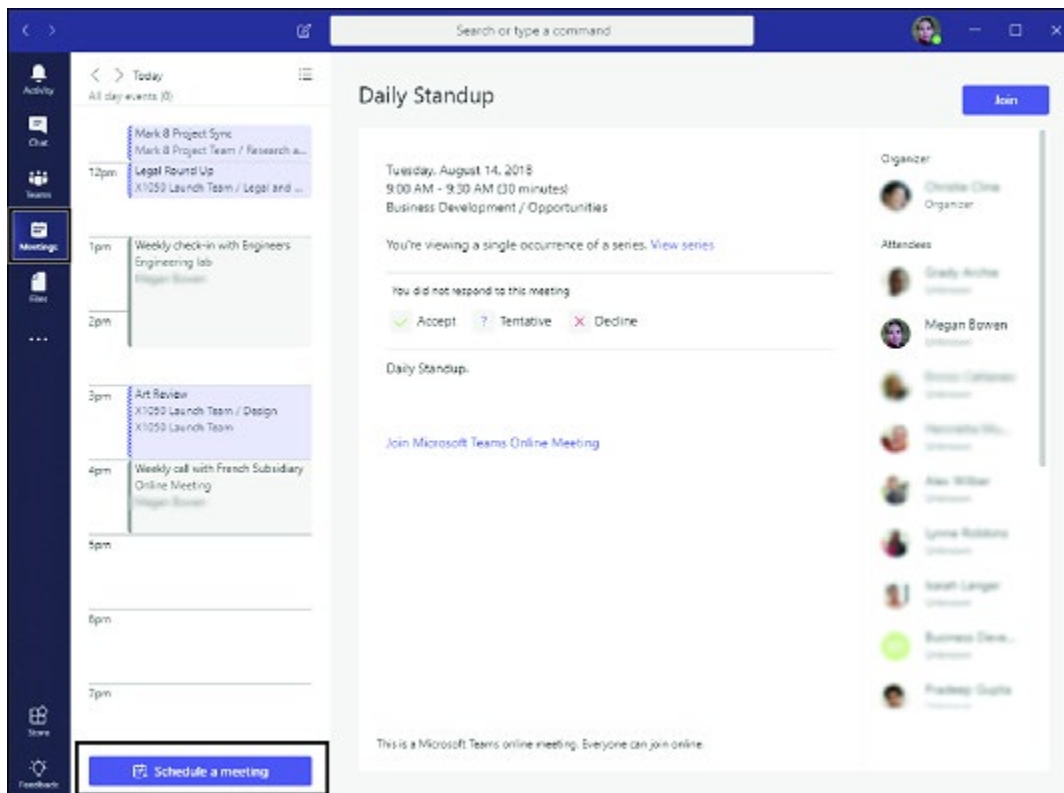 Search or type a command
Activity
Chat
Teams
Meetings
Files
Store
Feedback
Today
All day events (0)
Mark 8 Project Sync
Mark 8 Project Team / Research a...
12pm
Legal Round Up
X1050 Launch Team / Legal and ...
1pm
Weekly check-in with Engineers
Engineering lab
Megan Bowen
2pm
3pm
Art Review
X1050 Launch Team / Design
X1050 Launch Team
4pm
Weekly call with French Subsidiary
Online Meeting
Megan Bowen
5pm
6pm
7pm
Schedule a meeting
Daily Standup
Join
Tuesday, August 14, 2018
9:00 AM - 9:30 AM (30 minutes)
Business Development / Opportunities
You're viewing a single occurrence of a series. View series
You did not respond to this meeting
Accept
? Tentative
Decline
Daily Standup.
Join Microsoft Teams Online Meeting
This is a Microsoft Teams online meeting. Everyone can join online.
Organizer
Organizer
Attendees
Megan Bowen